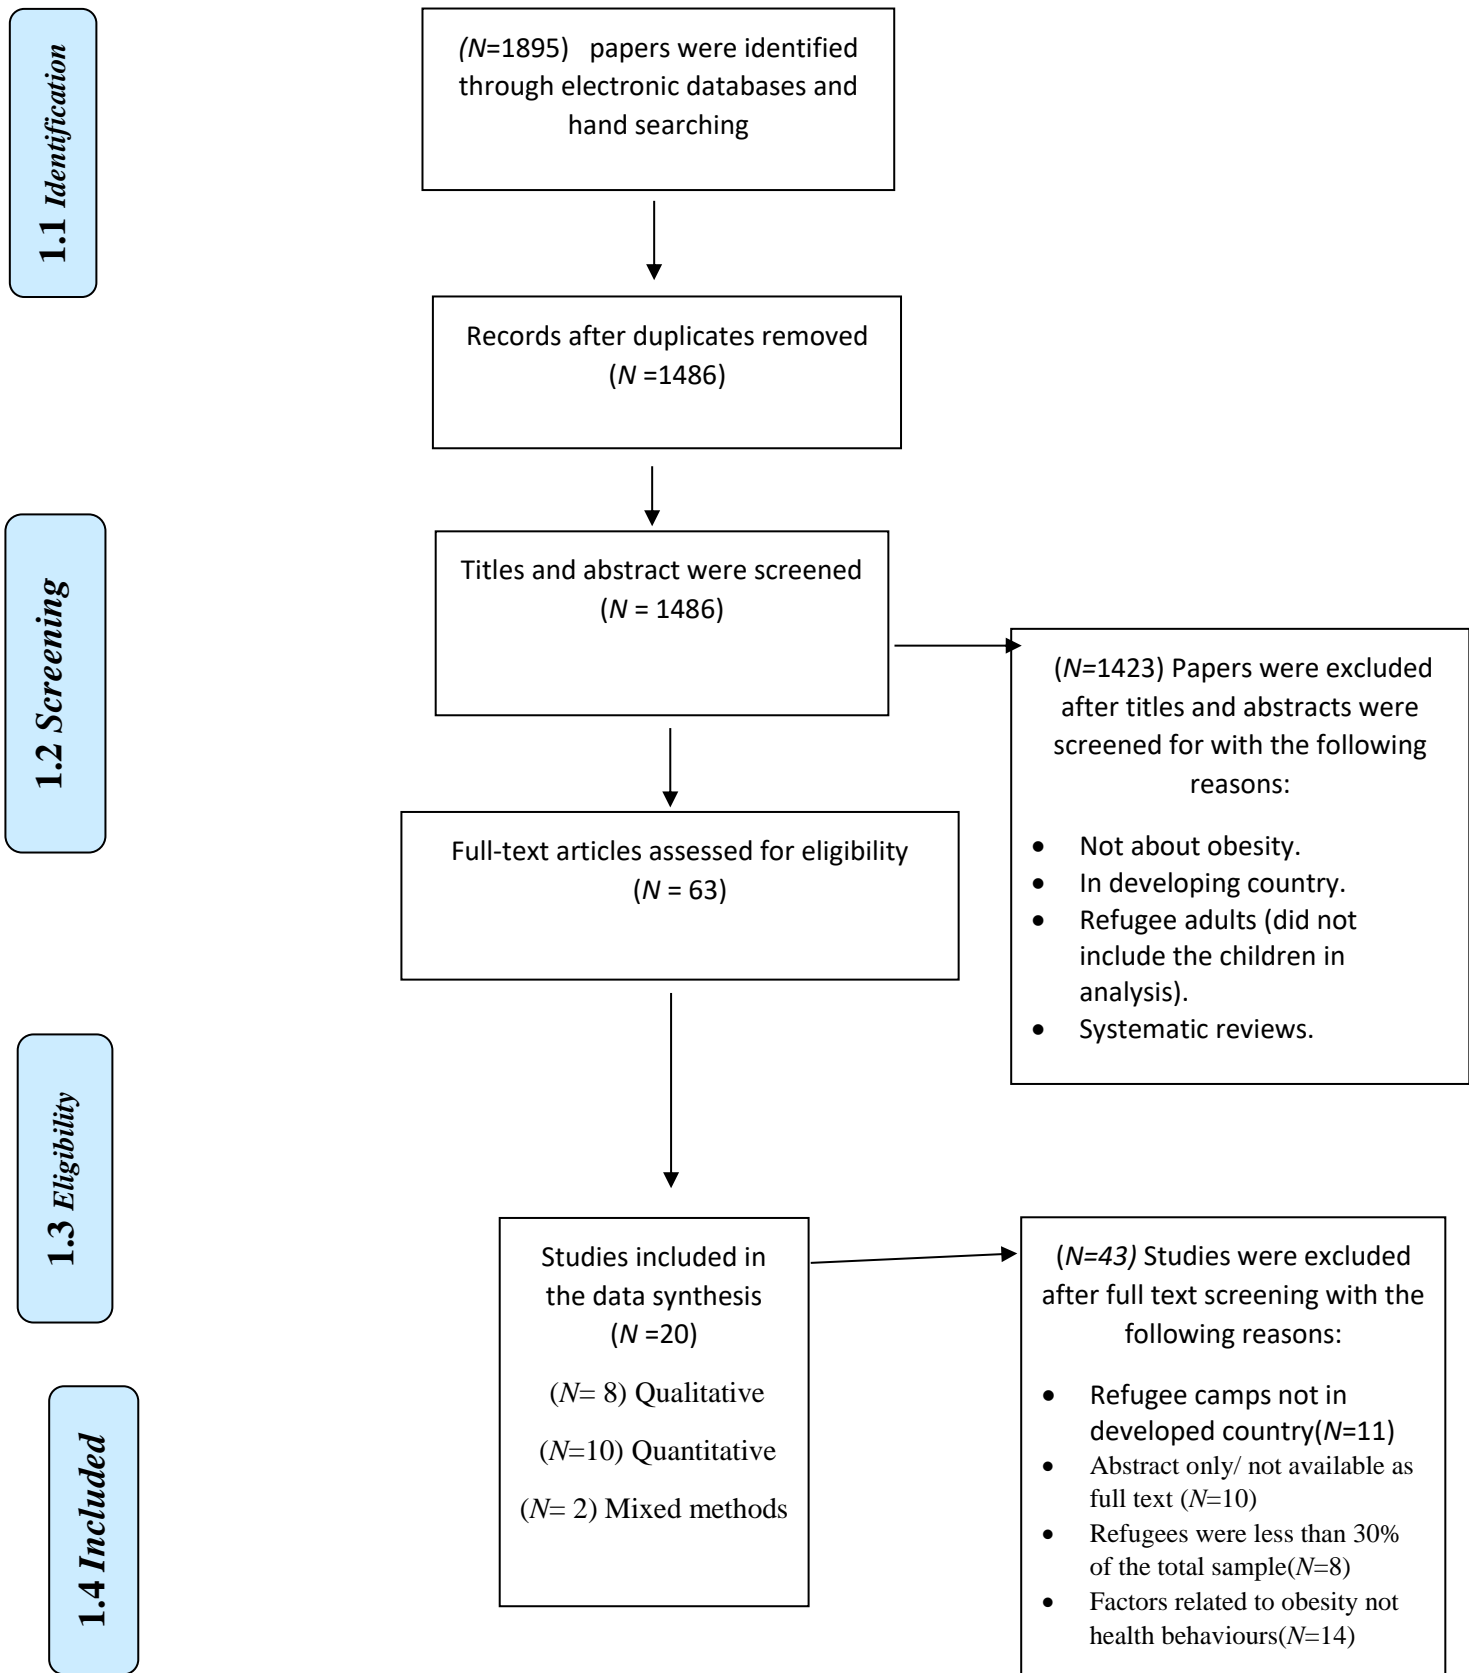 1.1 Identification
(N=1895) papers were identified
through electronic databases and
hand searching
Records after duplicates removed
(N =1486)
1.2 Screening
Titles and abstract were screened
(N = 1486)
(N=1423) Papers were excluded
after titles and abstracts were
screened for with the following
reasons:
• Not about obesity.
• In developing country.
• Refugee adults (did not
include the children in
analysis).
• Systematic reviews.
Full-text articles assessed for eligibility
(N = 63)
1.3 Eligibility
Studies included in
the data synthesis
(N =20)
(N= 8) Qualitative
(N=10) Quantitative
(N= 2) Mixed methods
(N=43) Studies were excluded
after full text screening with the
following reasons:
• Refugee camps not in
developed country(N=11)
• Abstract only/ not available as
full text (N=10)
• Refugees were less than 30%
of the total sample(N=8)
• Factors related to obesity not
health behaviours(N=14)
1.4 Included